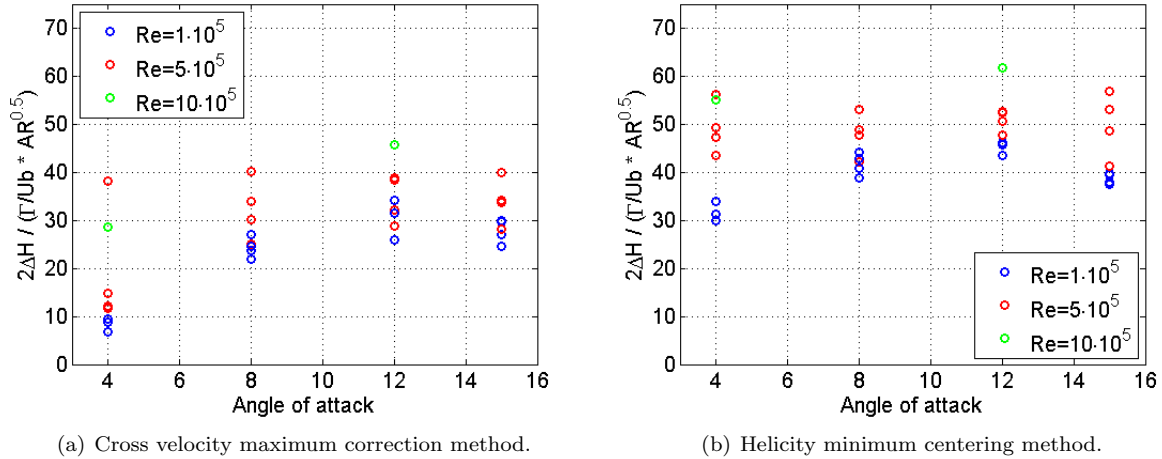 70
60
50
40
30
20
10
0
2ΔH / (Γ/Ub * AR^0.5)
Re=1·10^5
Re=5·10^5
Re=10·10^5
4 6 8 10 12 14 16
Angle of attack
(a) Cross velocity maximum correction method.
70
60
50
40
30
20
10
0
2ΔH / (Γ/Ub * AR^0.5)
Re=1·10^5
Re=5·10^5
Re=10·10^5
4 6 8 10 12 14 16
Angle of attack
(b) Helicity minimum centering method.